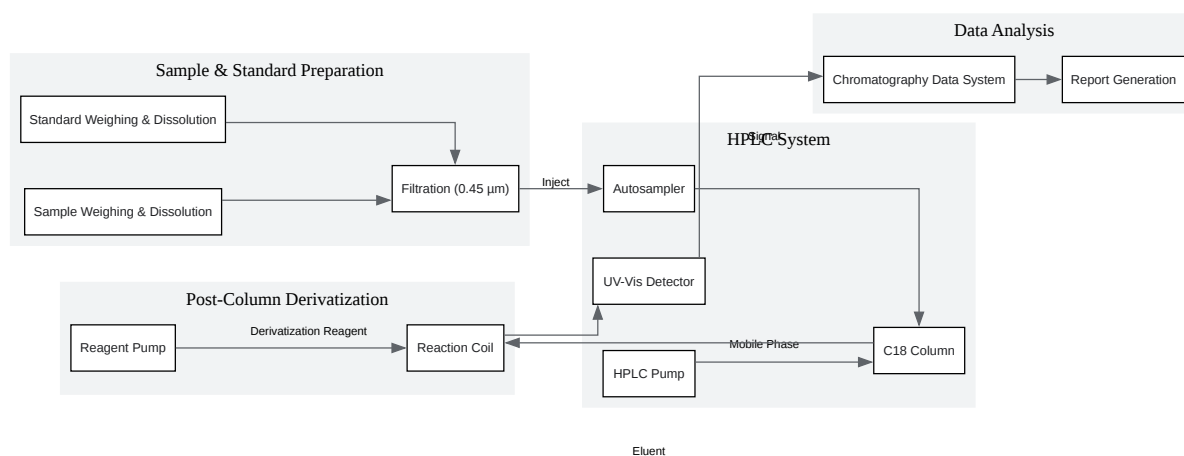 Data Analysis
Chromatography Data System
Report Generation
Sample & Standard Preparation
Standard Weighing & Dissolution
Sample Weighing & Dissolution
Filtration (0.45 µm)
Inject
Signal
HPLC System
Autosampler
UV-Vis Detector
Mobile Phase
HPLC Pump
C18 Column
Post-Column Derivatization
Reagent Pump
Derivatization Reagent
Reaction Coil
Eluent